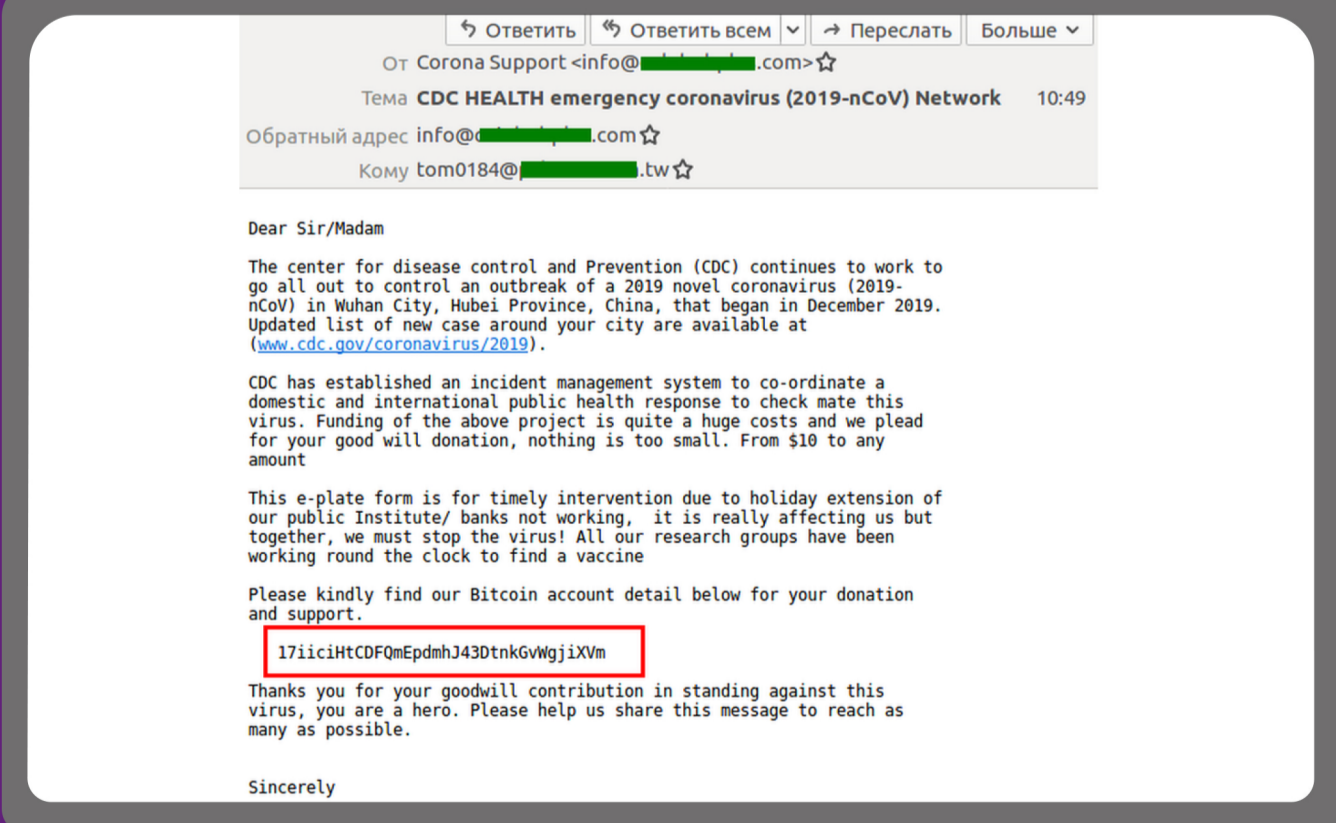 Ответить Ответить всем Переслать Больше
От Corona Support <info@ .com>
Тема CDC HEALTH emergency coronavirus (2019-nCoV) Network 10:49
Обратный адрес info@ .com
Кому tom0184@ .tw
Dear Sir/Madam
The center for disease control and Prevention (CDC) continues to work to
go all out to control an outbreak of a 2019 novel coronavirus (2019-
nCoV) in Wuhan City, Hubei Province, China, that began in December 2019.
Updated list of new case around your city are available at
(www.cdc.gov/coronavirus/2019).
CDC has established an incident management system to co-ordinate a
domestic and international public health response to check mate this
virus. Funding of the above project is quite a huge costs and we plead
for your good will donation, nothing is too small. From $10 to any
amount
This e-plate form is for timely intervention due to holiday extension of
our public Institute/ banks not working,  it is really affecting us but
together, we must stop the virus! All our research groups have been
working round the clock to find a vaccine
Please kindly find our Bitcoin account detail below for your donation
and support.
17iiciHtCDFQmEpdmhJ43DtnkGvWgjiXVm
Thanks you for your goodwill contribution in standing against this
virus, you are a hero. Please help us share this message to reach as
many as possible.
Sincerely